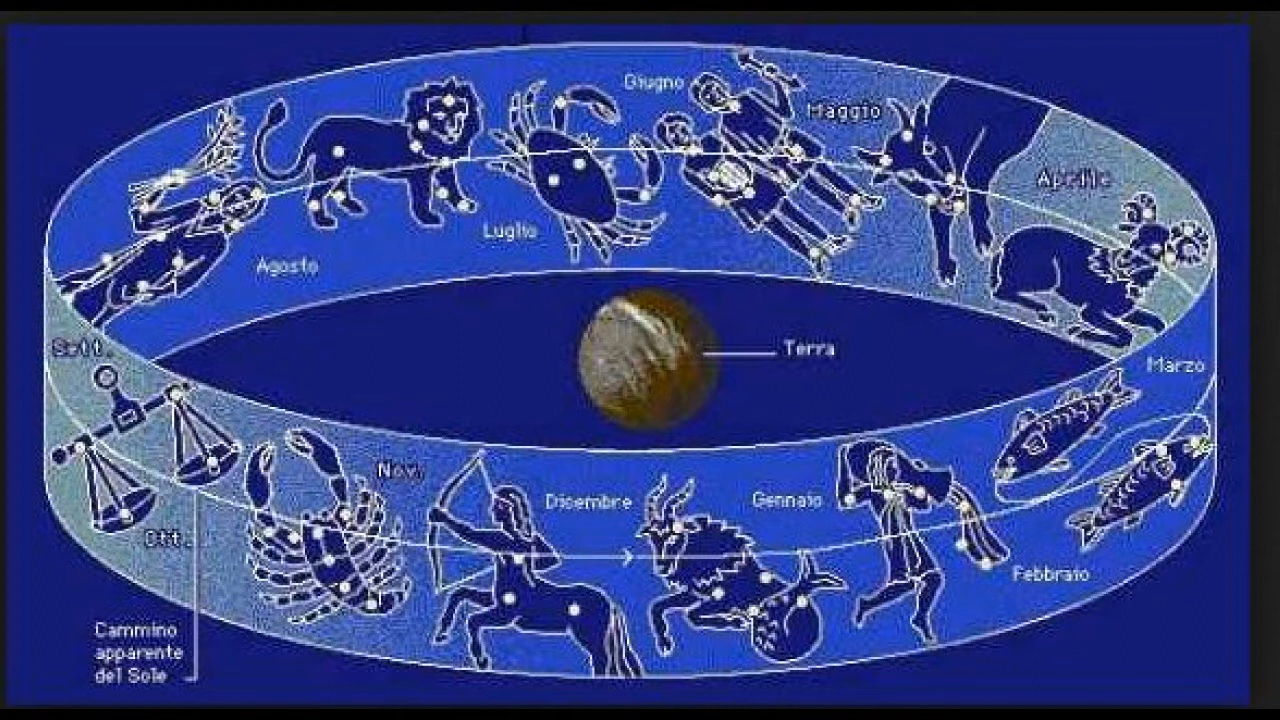 Giugno
Maggio
Aprile
Luglio
Agosto
Sett.
Terra
Marzo
Nov.
Dicembre
Gennaio
Ott.
Febbraio
Cammino
apparente
del Sole